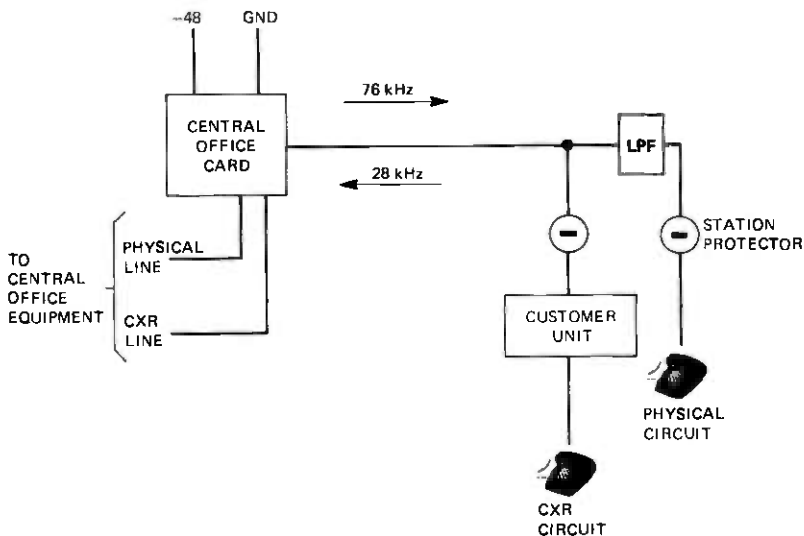 –48 GND
76 kHz
CENTRAL
OFFICE
CARD
LPF
28 kHz
STATION
PROTECTOR
TO
CENTRAL
OFFICE
EQUIPMENT
PHYSICAL
LINE
CXR
LINE
CUSTOMER
UNIT
PHYSICAL
CIRCUIT
CXR
CIRCUIT